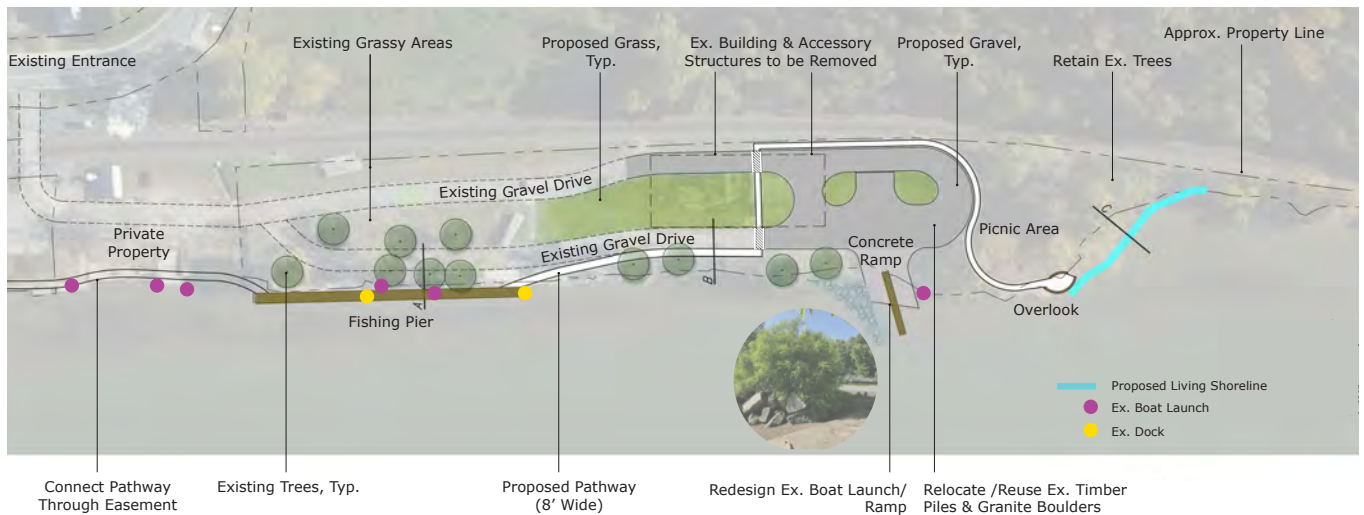 Existing Entrance
Existing Grassy Areas
Proposed Grass,
Typ.
Ex. Building & Accessory
Structures to be Removed
Proposed Gravel,
Typ.
Retain Ex. Trees
Approx. Property Line
Existing Gravel Drive
Existing Gravel Drive
Private
Property
Concrete
Ramp
Picnic Area
Overlook
Fishing Pier
A
B
C
Proposed Living Shoreline
Ex. Boat Launch
Ex. Dock
Connect Pathway
Through Easement
Existing Trees, Typ.
Proposed Pathway
(8’ Wide)
Redesign Ex. Boat Launch/
Ramp
Relocate /Reuse Ex. Timber
Piles & Granite Boulders